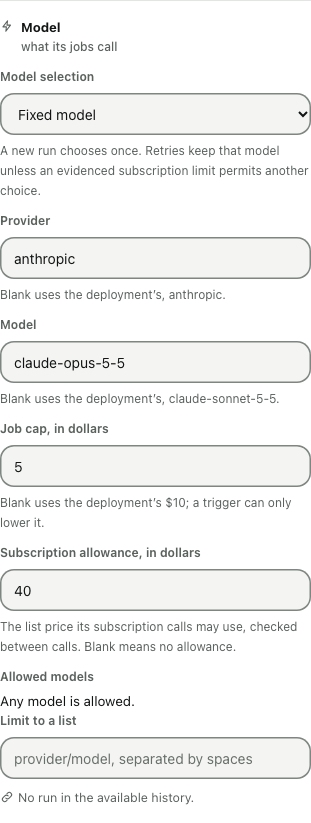 Model
what its jobs call
Model selection
Fixed model
A new run chooses once. Retries keep that model
unless an evidenced subscription limit permits another
choice.
Provider
anthropic
Blank uses the deployment's, anthropic.
Model
claude-opus-5-5
Blank uses the deployment's, claude-sonnet-5-5.
Job cap, in dollars
5
Blank uses the deployment's $10; a trigger can only
lower it.
Subscription allowance, in dollars
40
The list price its subscription calls may use, checked
between calls. Blank means no allowance.
Allowed models
Any model is allowed.
Limit to a list
provider/model, separated by spaces
No run in the available history.